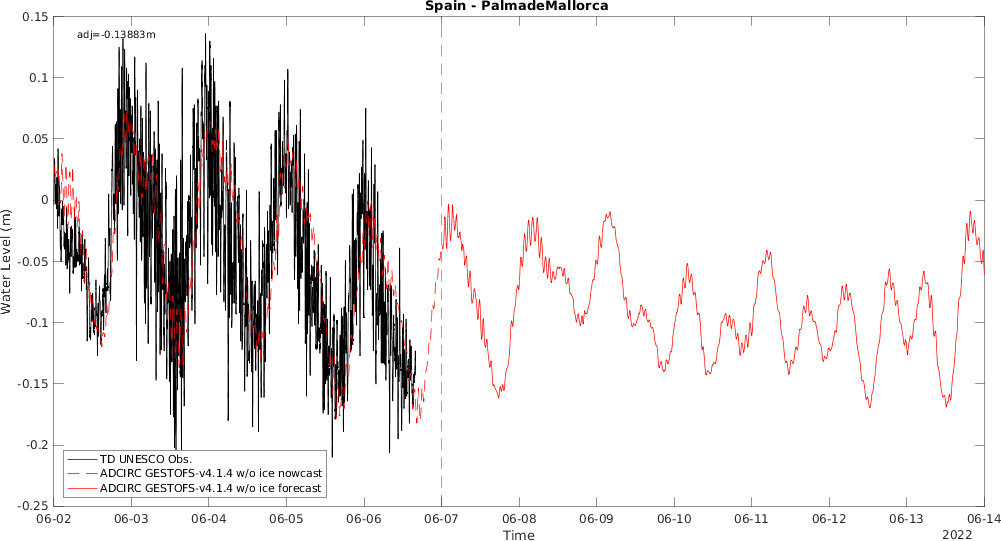 Spain - PalmadeMallorca
adj=-0.13883m
0.15
0.1
0.05
0
-0.05
-0.1
-0.15
-0.2
-0.25
Water Level (m)
TD UNESCO Obs.
ADCIRC GESTOFS-v4.1.4 w/o ice nowcast
ADCIRC GESTOFS-v4.1.4 w/o ice forecast
06-02 06-03 06-04 06-05 06-06 06-07 06-08 06-09 06-10 06-11 06-12 06-13 06-14
Time
2022